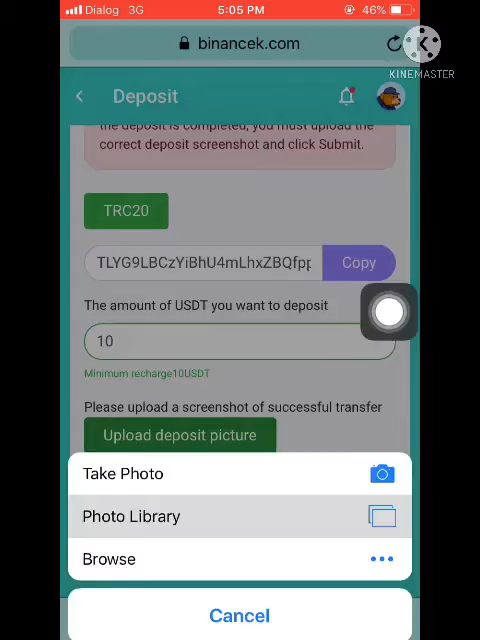 Dialog 3G 5:05 PM 46%
binancek.com
KINEMASTER
Deposit
the deposit is completed, you must upload the
correct deposit screenshot and click Submit.
TRC20
TLYG9LBCzYiBhU4mLhxZBQfpp
Copy
The amount of USDT you want to deposit
10
Minimum recharge10USDT
Please upload a screenshot of successful transfer
Upload deposit picture
Take Photo
Photo Library
Browse
Cancel